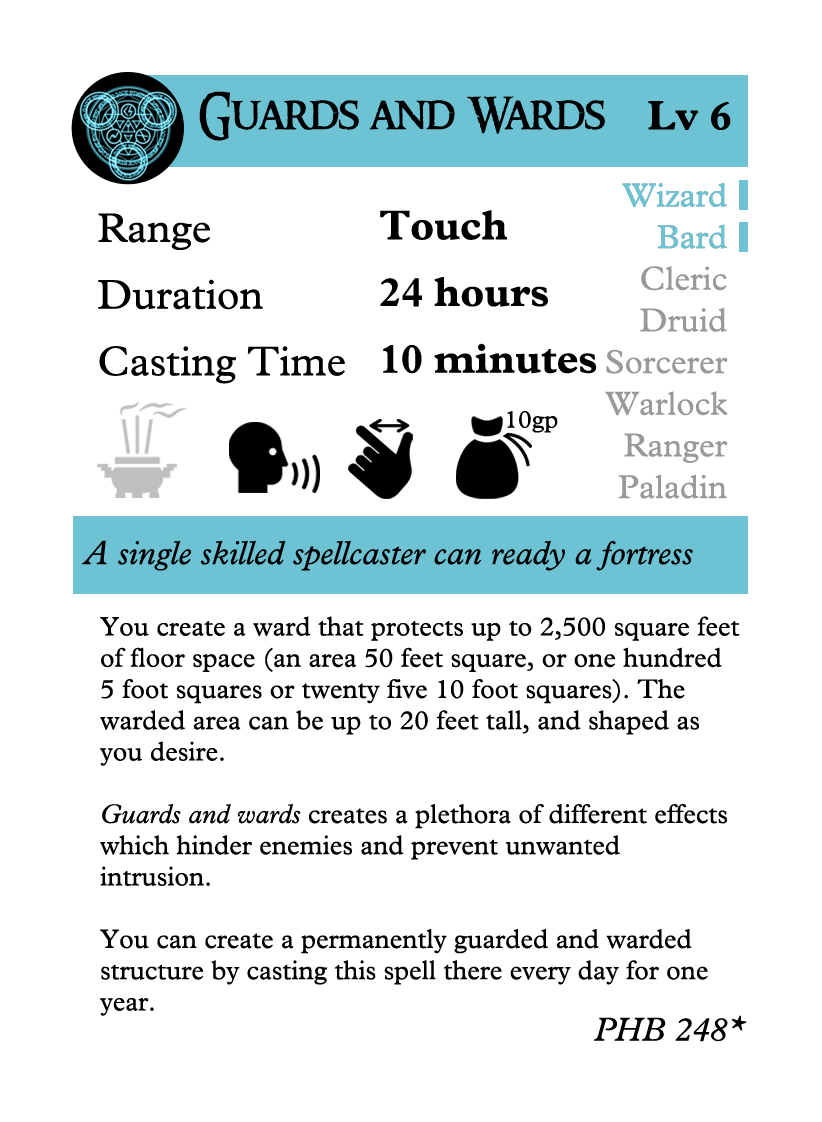 GUARDS AND WARDS Lv 6
Wizard
Bard
Cleric
Druid
Sorcerer
Warlock
Ranger
Paladin
Range Touch
Duration 24 hours
Casting Time 10 minutes
10gp
A single skilled spellcaster can ready a fortress
You create a ward that protects up to 2,500 square feet
of floor space (an area 50 feet square, or one hundred
5 foot squares or twenty five 10 foot squares). The
warded area can be up to 20 feet tall, and shaped as
you desire.
Guards and wards creates a plethora of different effects
which hinder enemies and prevent unwanted
intrusion.
You can create a permanently guarded and warded
structure by casting this spell there every day for one
year.
PHB 248*